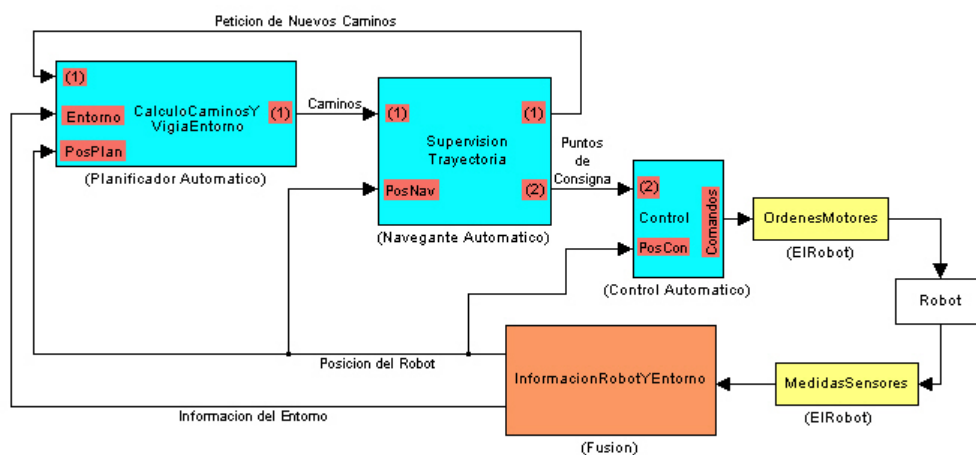 Peticion de Nuevos Caminos
(1)
Entorno
PosPlan
CalculoCaminosY
VigiaEntorno
(1)
(Planificador Automatico)
Caminos
(1)
Supervision
Trayectoria
PosNav
(1)
(2)
(Navegante Automatico)
Puntos
de
Consigna
(2)
Control
PosCon
Comandos
(Control Automatico)
OrdenesMotores
(ElRobot)
Robot
MedidasSensores
(ElRobot)
InformacionRobotYEntorno
(Fusion)
Posicion del Robot
Informacion del Entorno